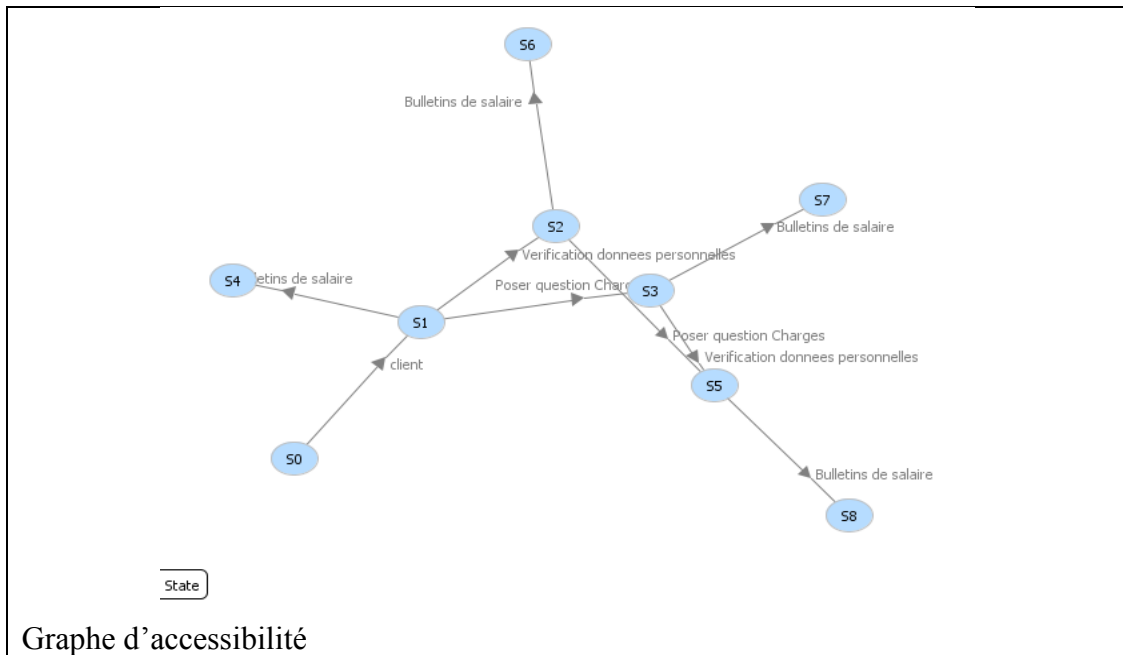 S6
Bulletins de salaire
S7
S2
Bulletins de salaire
Verification donnees personnelles
S4
letins de salaire
Poser question Charg
S3
S1
Poser question Charges
Verification donnees personnelles
client
S5
S0
Bulletins de salaire
S8
State
Graphe d’accessibilité